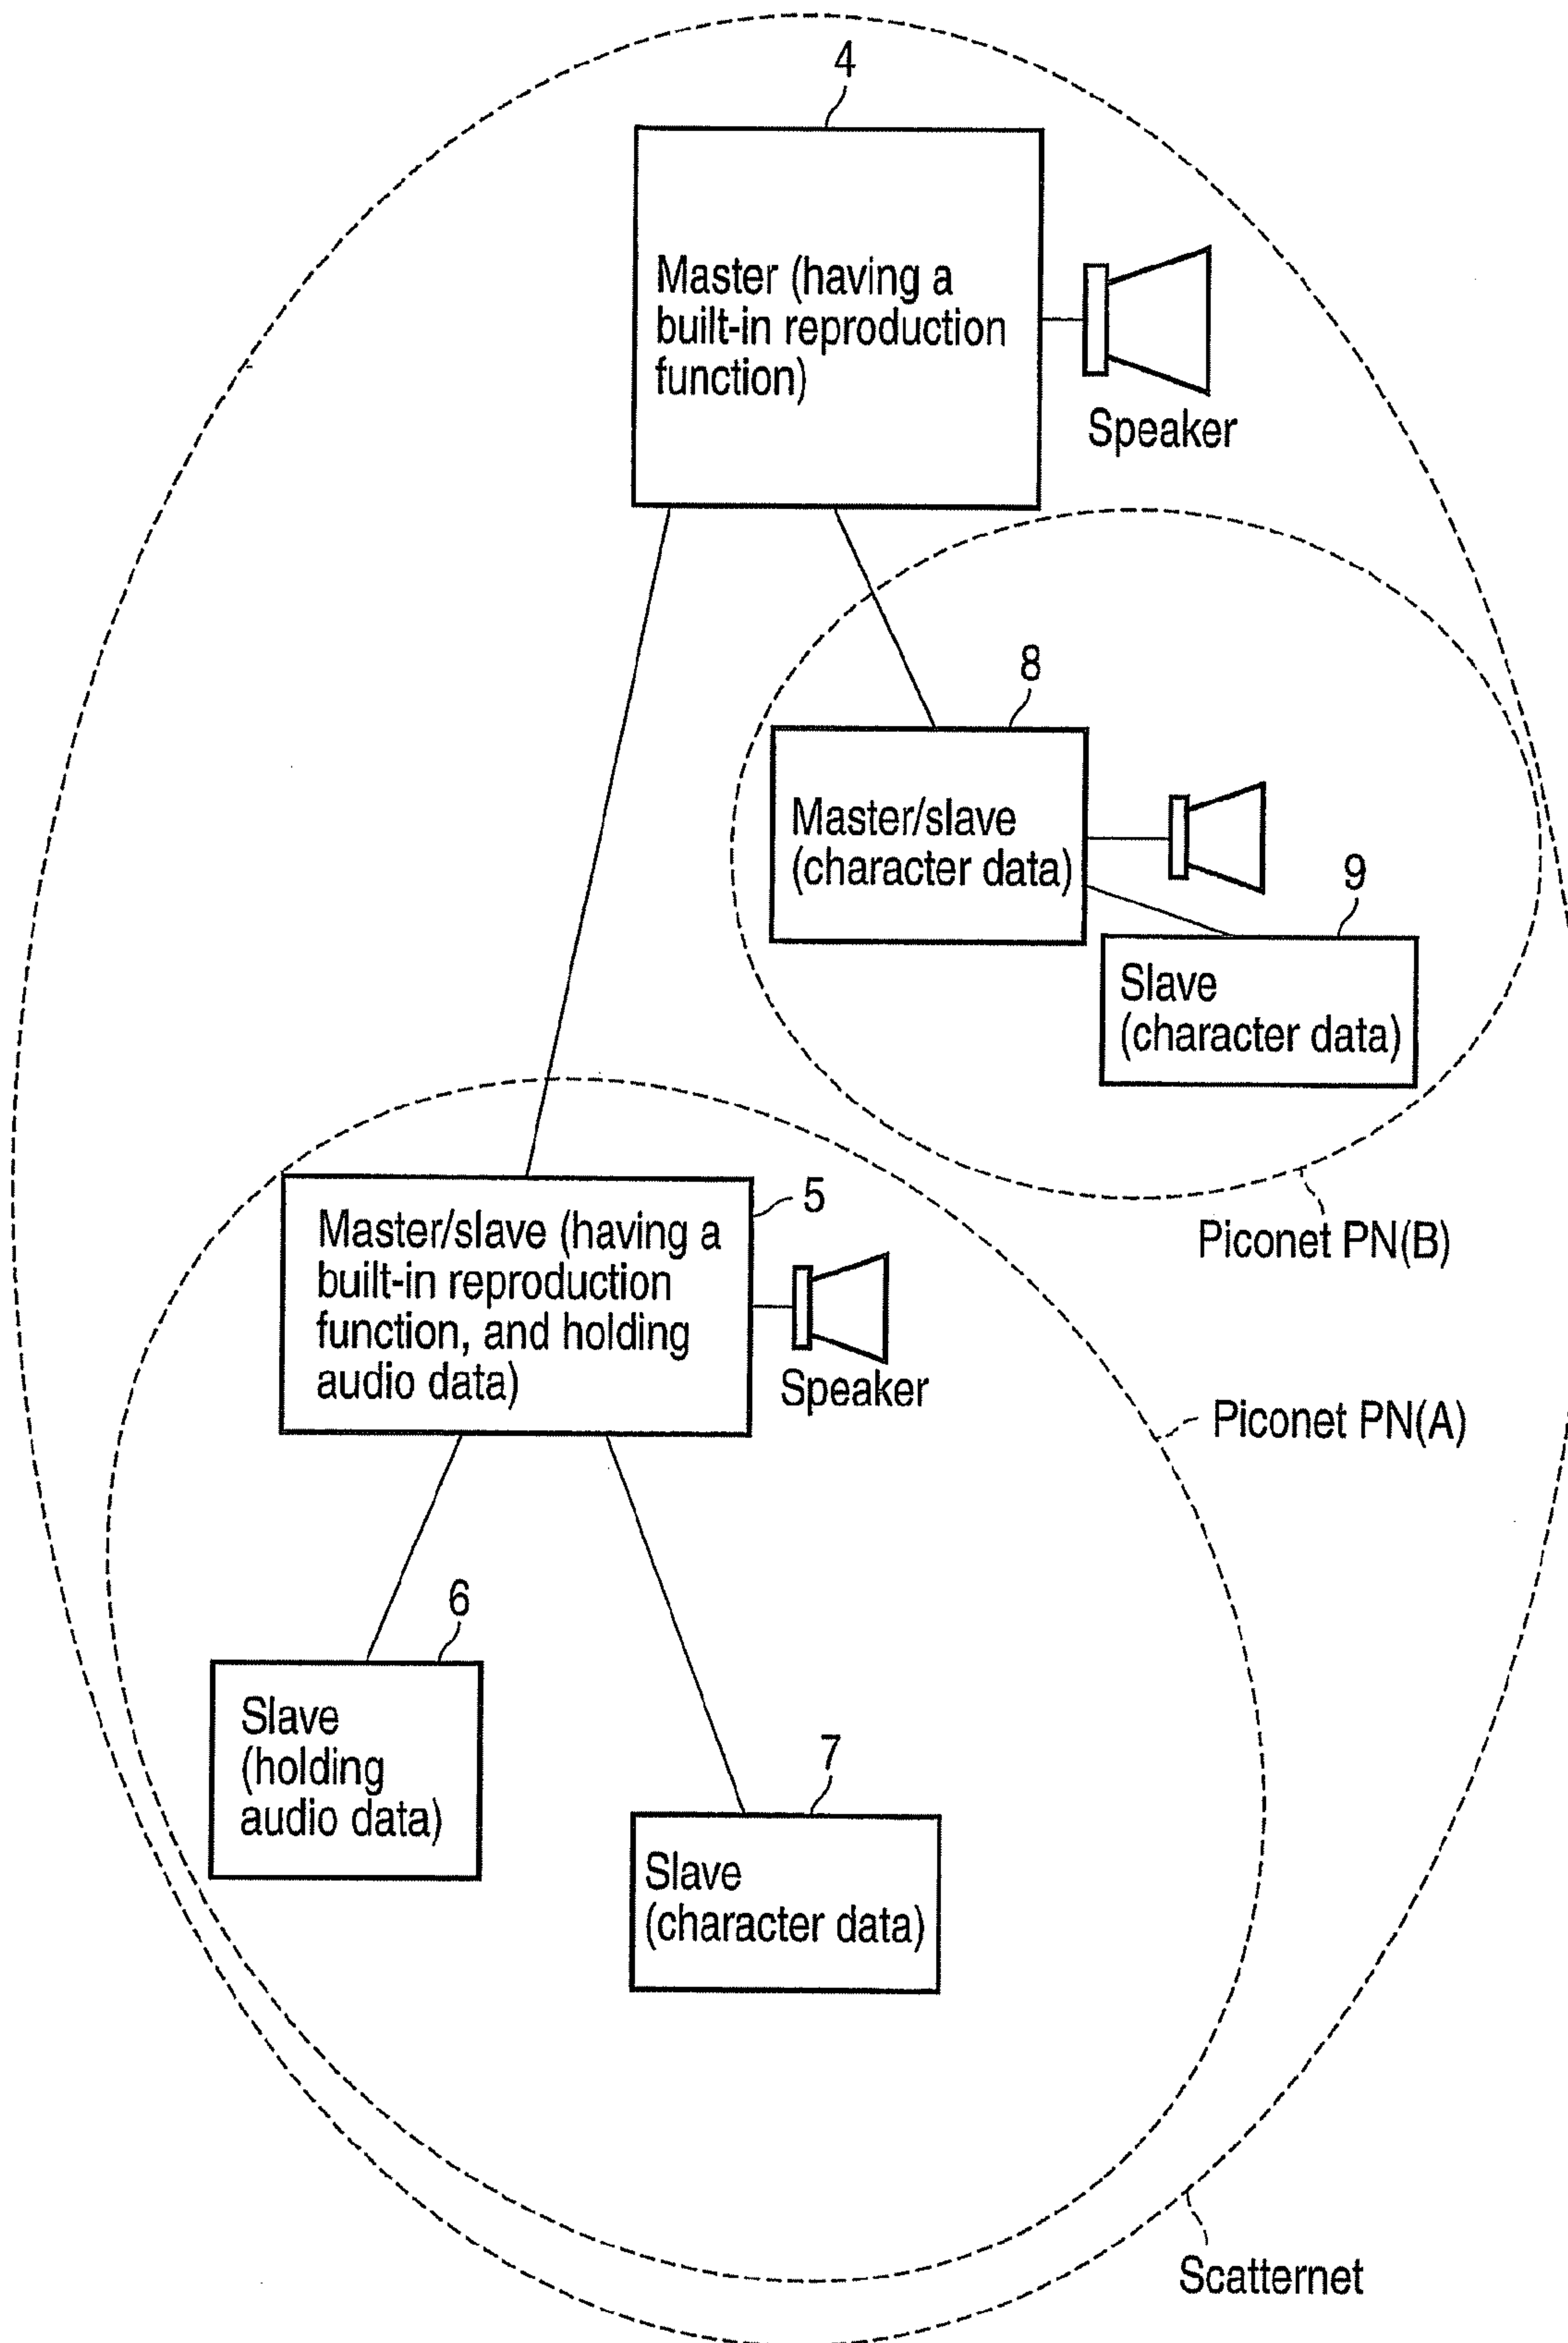 4
Master (having a
built-in reproduction
function)
Speaker
8
Master/slave
(character data)
9
Slave
(character data)
Piconet PN(B)
5
Master/slave (having a
built-in reproduction
function, and holding
audio data)
Speaker
Piconet PN(A)
6
Slave
(holding
audio data)
7
Slave
(character data)
Scatternet